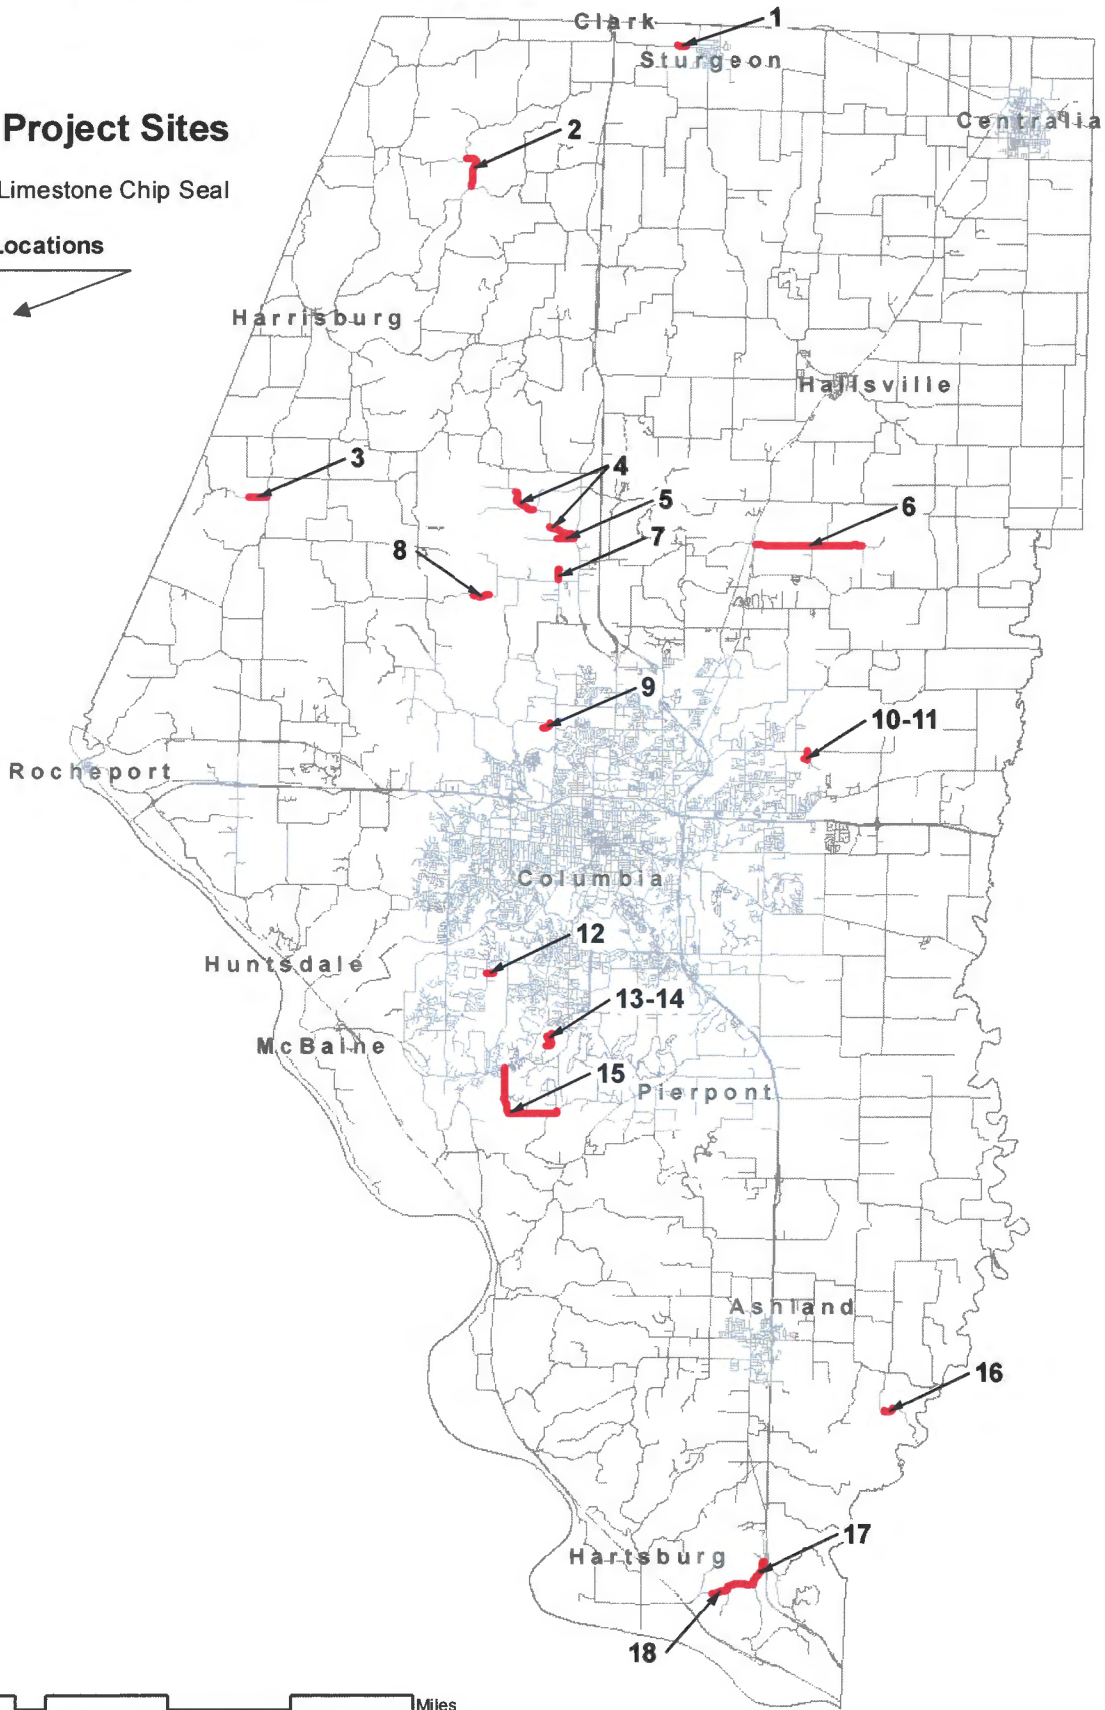 Clark
1
Sturgeon
Centralia
Project Sites
2
Limestone Chip Seal
Locations
Harrisburg
Hallsville
3
4
5
6
7
8
9
10-11
Rocheport
Columbia
12
Huntsdale
13-14
McBaine
15
Pierpont
Ashland
16
17
Hartsburg
18
Miles